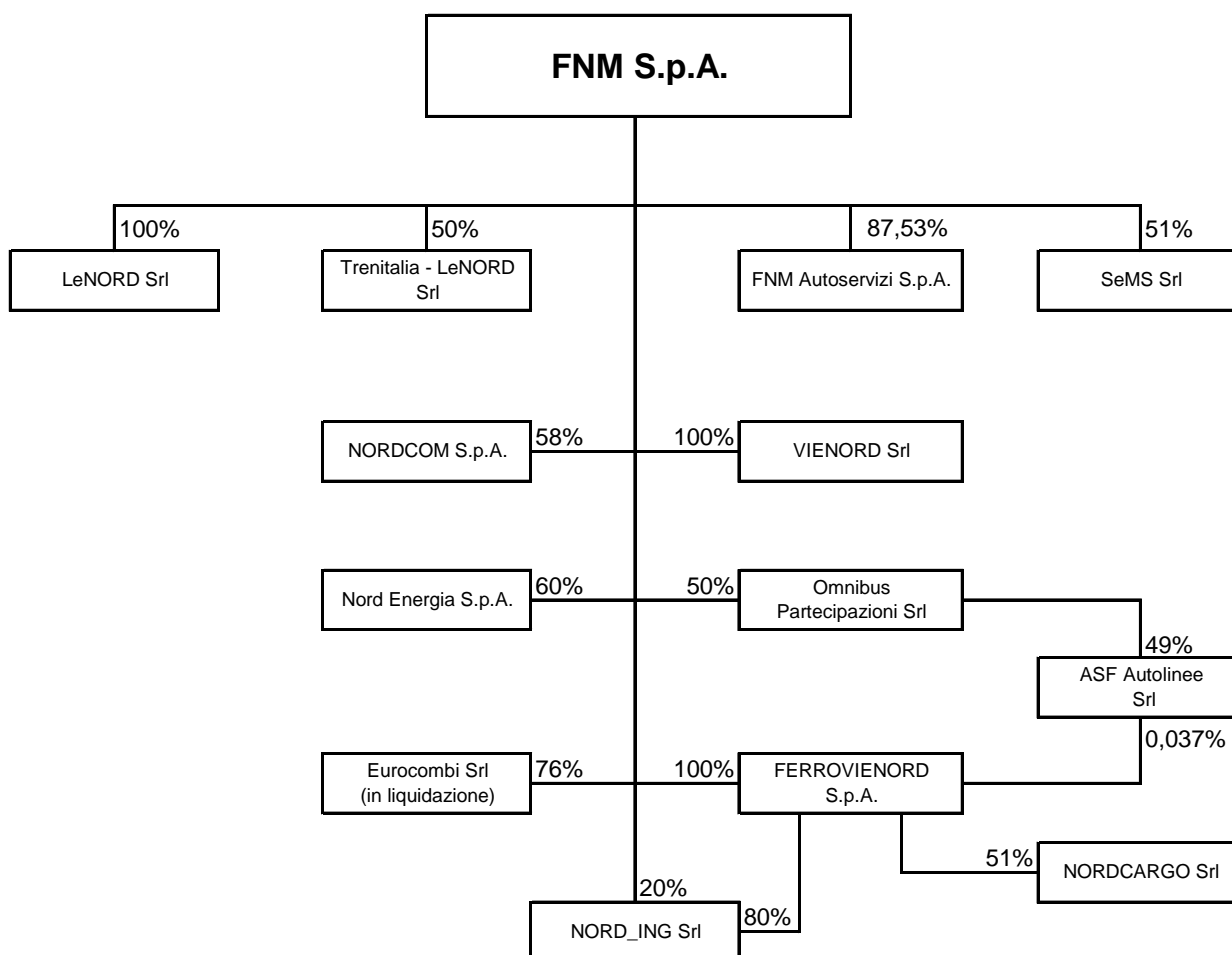 FNM S.p.A.
100%
50%
87,53%
51%
LeNORD Srl
Trenitalia - LeNORD
Srl
FNM Autoservizi S.p.A.
SeMS Srl
NORDCOM S.p.A.
58%
100%
VIENORD Srl
Nord Energia S.p.A.
60%
50%
Omnibus
Partecipazioni Srl
49%
ASF Autolinee
Srl
0,037%
Eurocombi Srl
(in liquidazione)
76%
100%
FERROVIENORD
S.p.A.
51%
NORDCARGO Srl
20%
NORD_ING Srl
80%